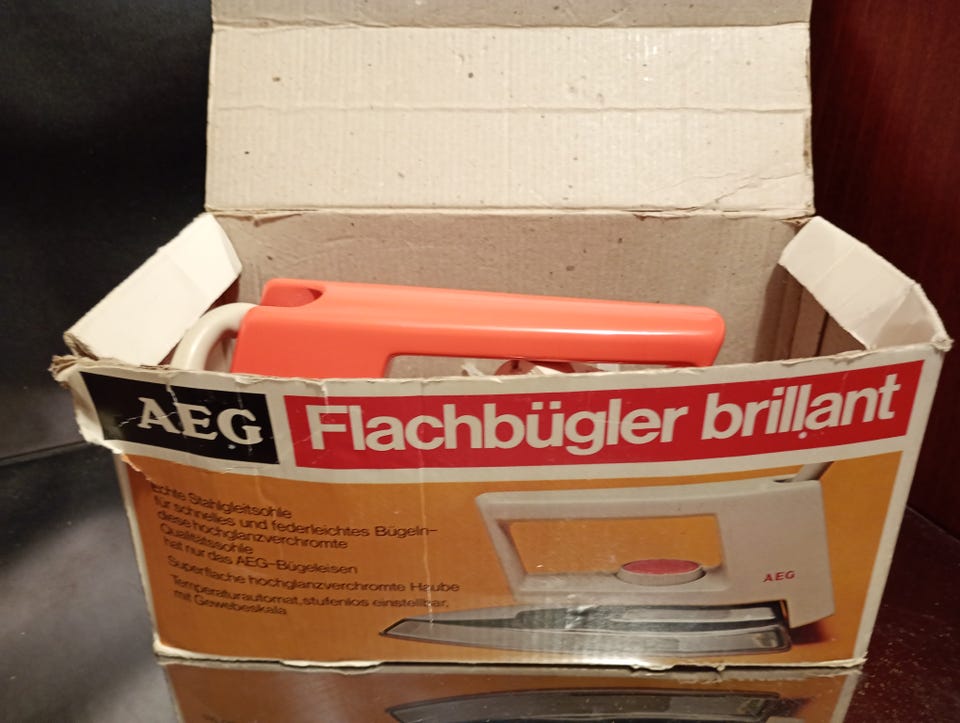 AEG
Flachbügler brillant
Echte Stahlgleitsohle
für schnelles und federleichtes Bügeln-
diese hochglanzverchromte
Qualitätssohle
hat nur das AEG-Bügeleisen
Superflache hochglanzverchromte Haube
Temperaturautomat, stufenlos einstellbar,
mit Gewebeskala
AEG